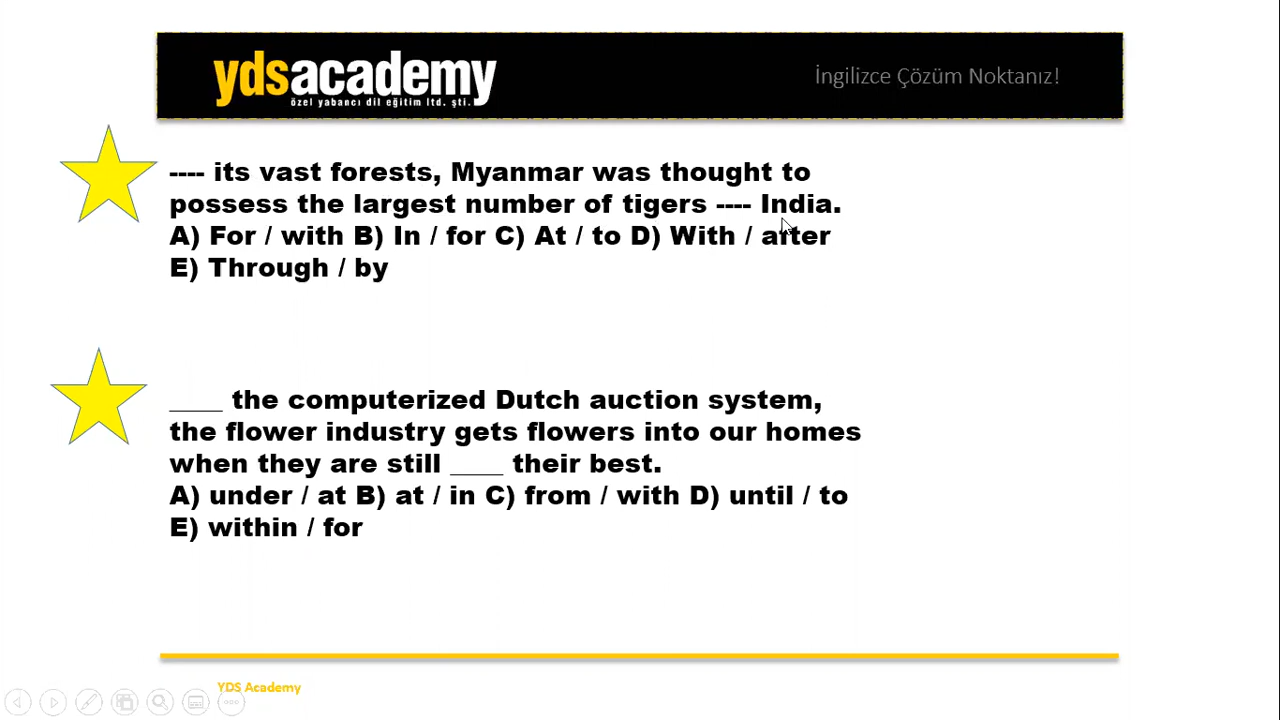 ydsacademy
özel yabancı dil eğitim ltd. şti.
İngilizce Çözüm Noktanız!
---- its vast forests, Myanmar was thought to
possess the largest number of tigers ---- India.
A) For / with B) In / for C) At / to D) With / after
E) Through / by
____ the computerized Dutch auction system,
the flower industry gets flowers into our homes
when they are still ____ their best.
A) under / at B) at / in C) from / with D) until / to
E) within / for
YDS Academy